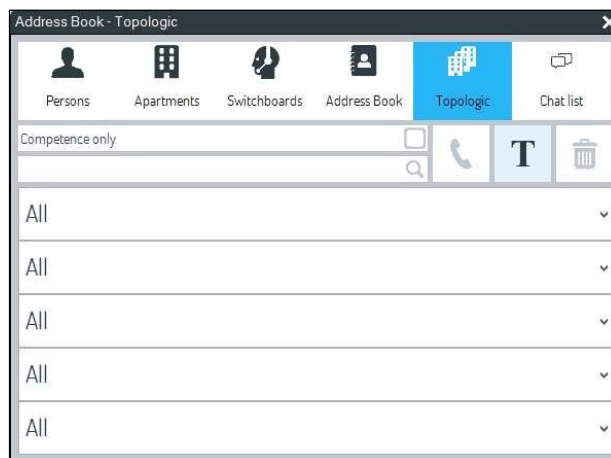 Address Book - Topologic
Persons Apartments Switchboards Address Book Topologic Chat list
Competence only
T
All
All
All
All
All